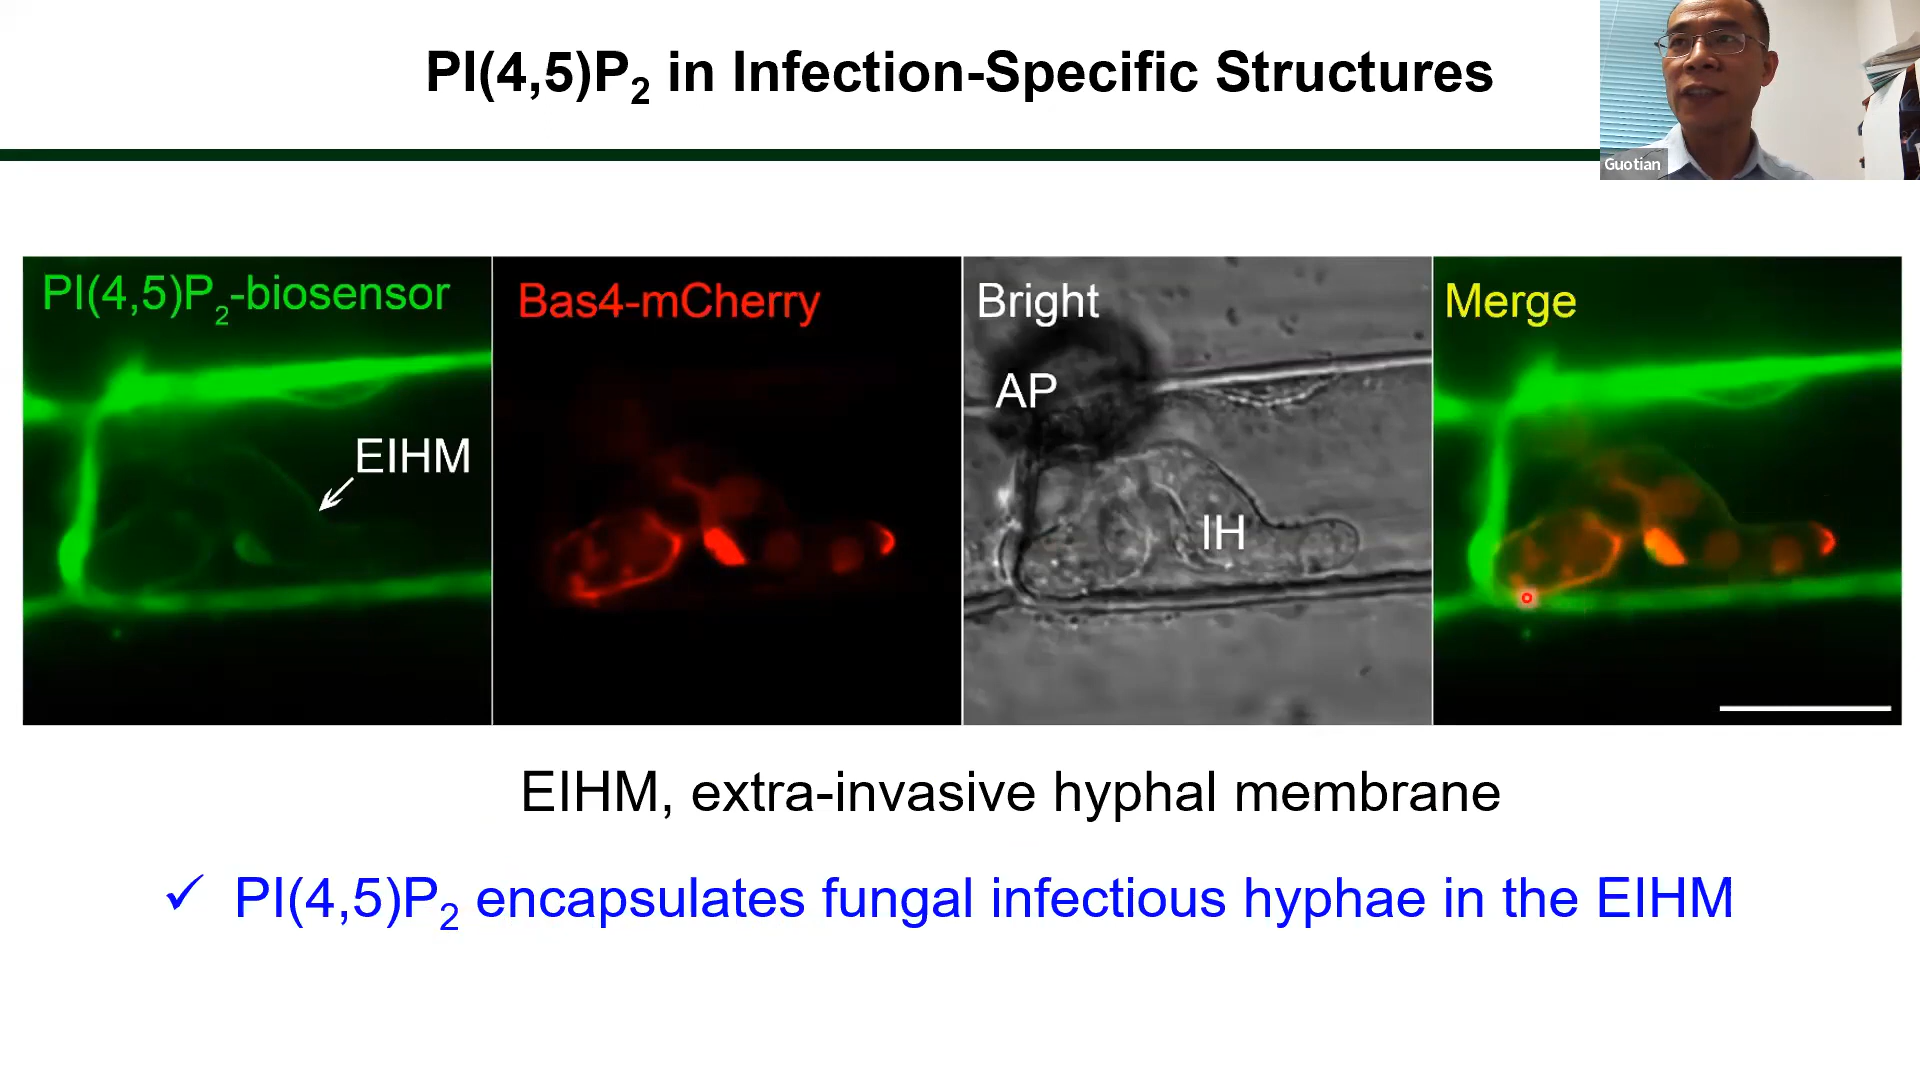 PI(4,5)P₂ in Infection-Specific Structures
Guotian
PI(4,5)P₂-biosensor
EIHM
Bas4-mCherry
Bright
AP
IH
Merge
EIHM, extra-invasive hyphal membrane
✓ PI(4,5)P₂ encapsulates fungal infectious hyphae in the EIHM